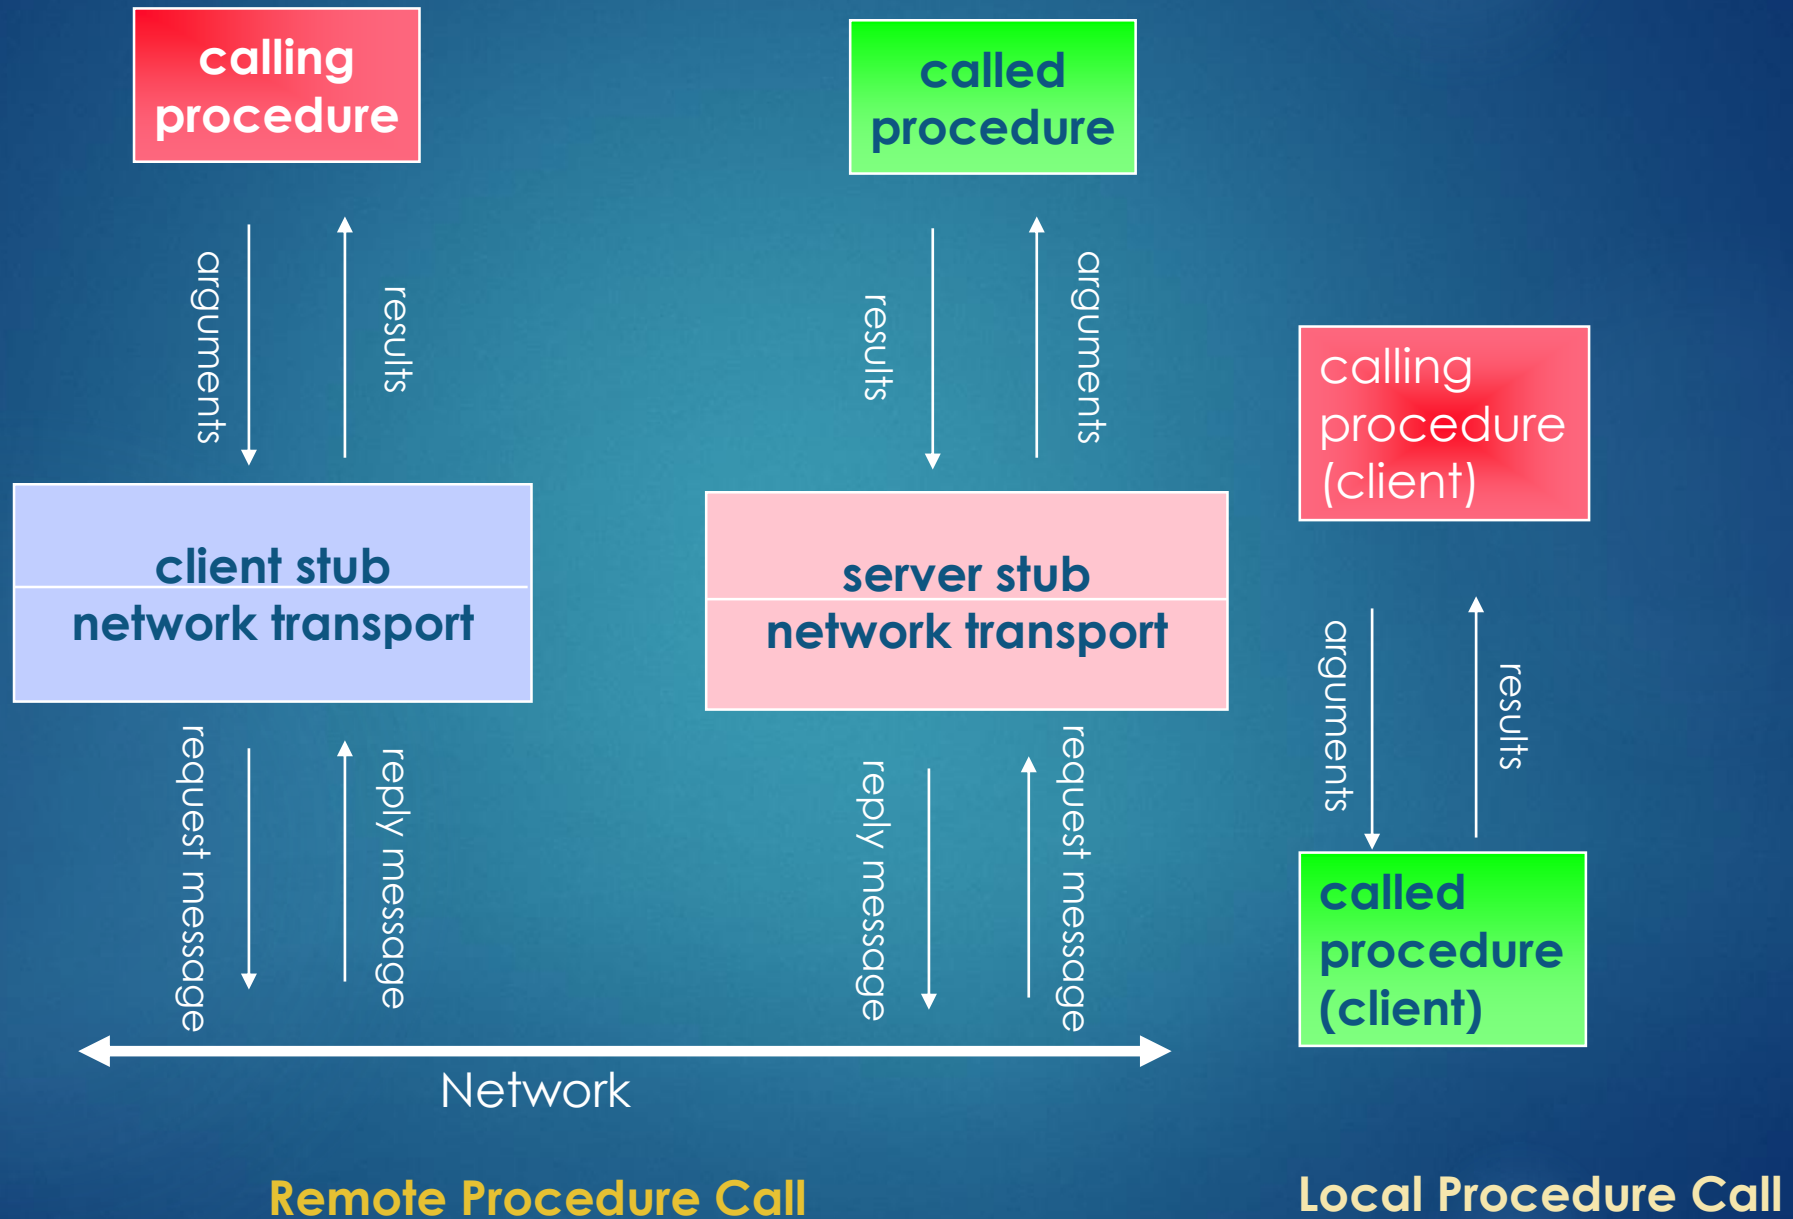 calling
procedure
called
procedure
arguments
results
results
arguments
client stub
network transport
server stub
network transport
request message
reply message
reply message
request message
Network
Remote Procedure Call
calling
procedure
(client)
arguments
results
called
procedure
(client)
Local Procedure Call